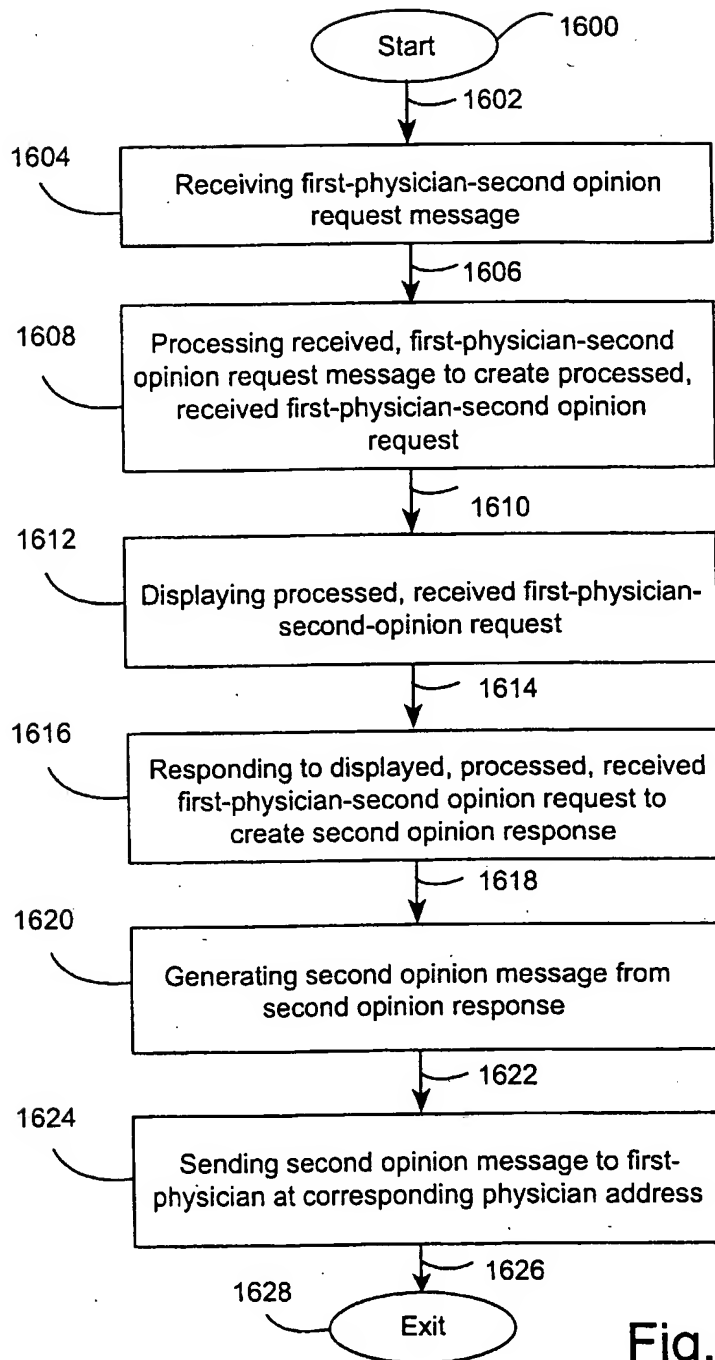 Start
1600
1602
1604
Receiving first-physician-second opinion
request message
1606
1608
Processing received, first-physician-second
opinion request message to create processed,
received first-physician-second opinion
request
1610
1612
Displaying processed, received first-physician-
second-opinion request
1614
1616
Responding to displayed, processed, received
first-physician-second opinion request to
create second opinion response
1618
1620
Generating second opinion message from
second opinion response
1622
1624
Sending second opinion message to first-
physician at corresponding physician address
1626
1628
Exit
Fig.